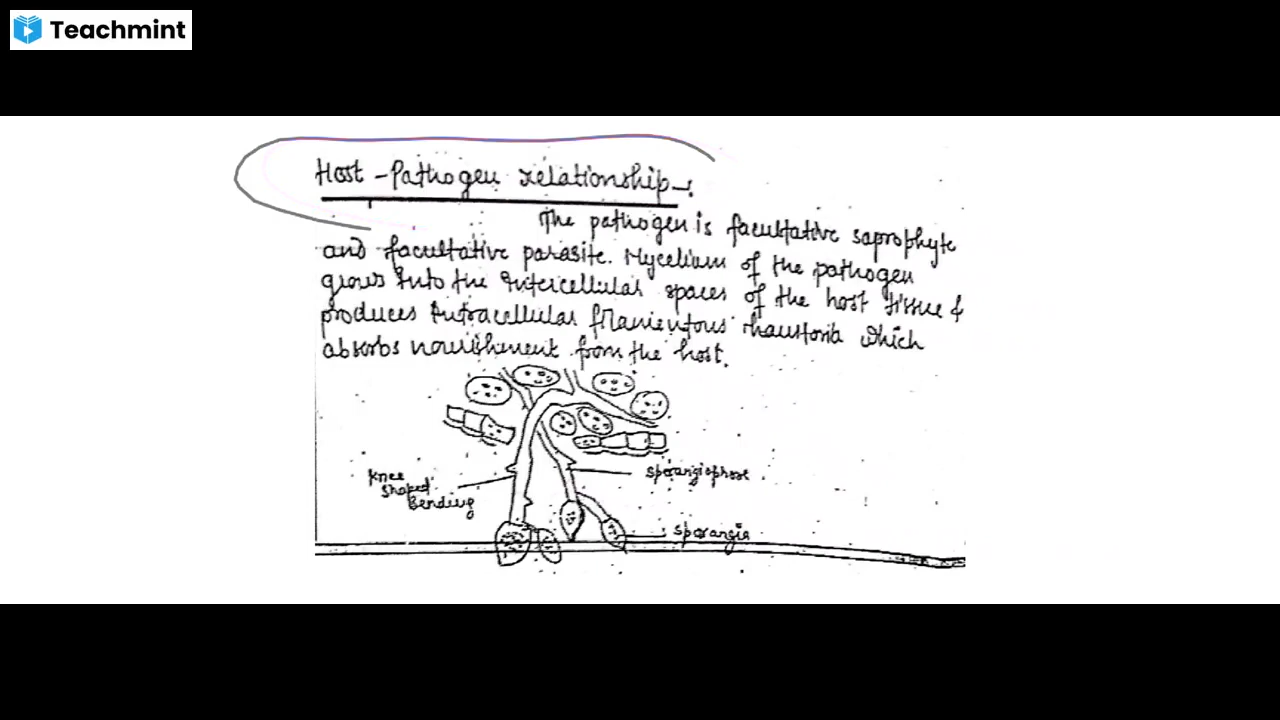 Teachmint
Host - Pathogen relationship -:
The pathogen is facultative saprophyte
and facultative parasite. Mycelium of the pathogen
grows into the intercellular spaces of the host tissue &
produces intracellular filamentous haustoria which
absorbs nourishment from the host.
Knee
shaped
Bending
Sporangiophore
Sporangia